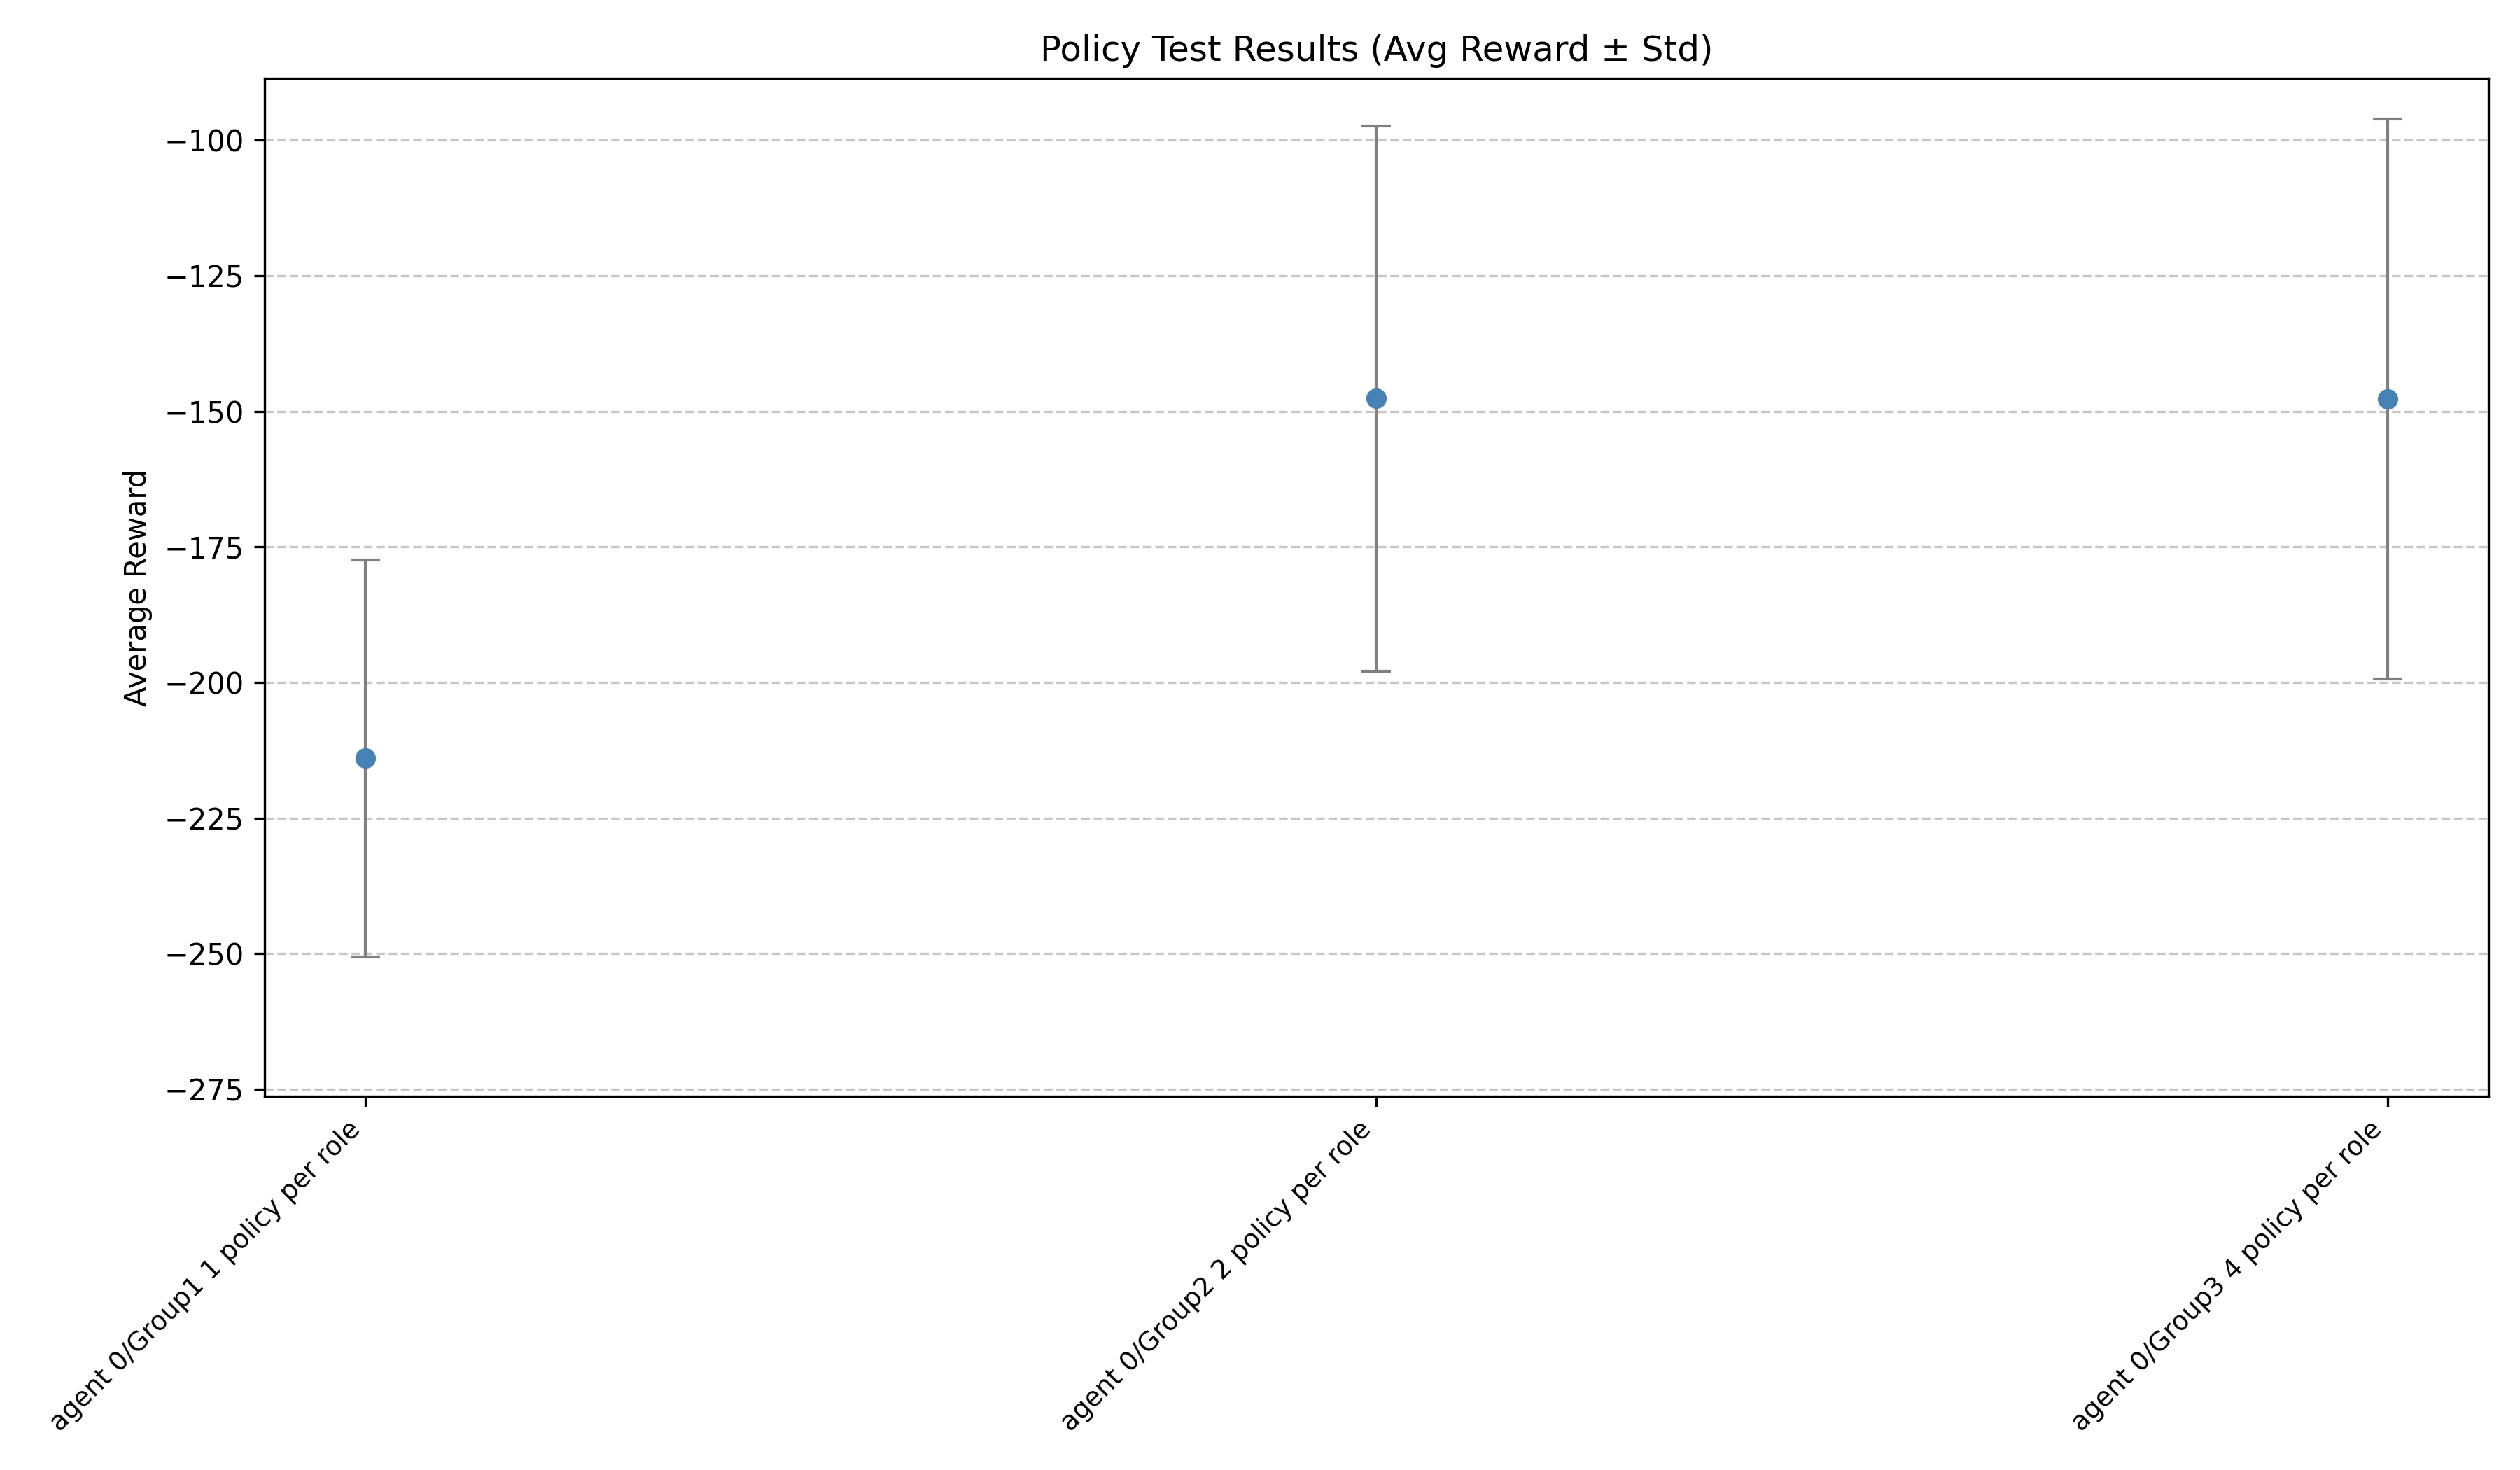 Policy Test Results (Avg Reward ± Std)
Average Reward
−100
−125
−150
−175
−200
−225
−250
−275
agent 0/Group1 1 policy per role
agent 0/Group2 2 policy per role
agent 0/Group3 4 policy per role